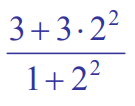 3 + 3 · 2²
1 + 2²